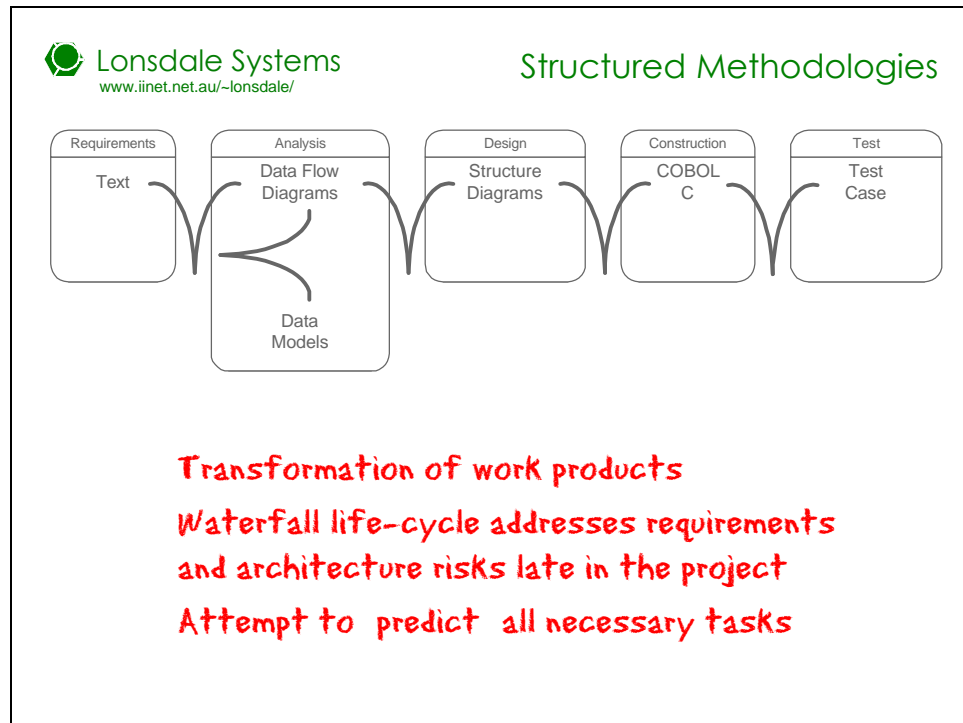 Lonsdale Systems
www.iinet.net.au/~lonsdale/
Structured Methodologies
Requirements
Text
Analysis
Data Flow
Diagrams
Data
Models
Design
Structure
Diagrams
Construction
COBOL
C
Test
Test
Case
Transformation of work products
Waterfall life-cycle addresses requirements
and architecture risks late in the project
Attempt to predict all necessary tasks